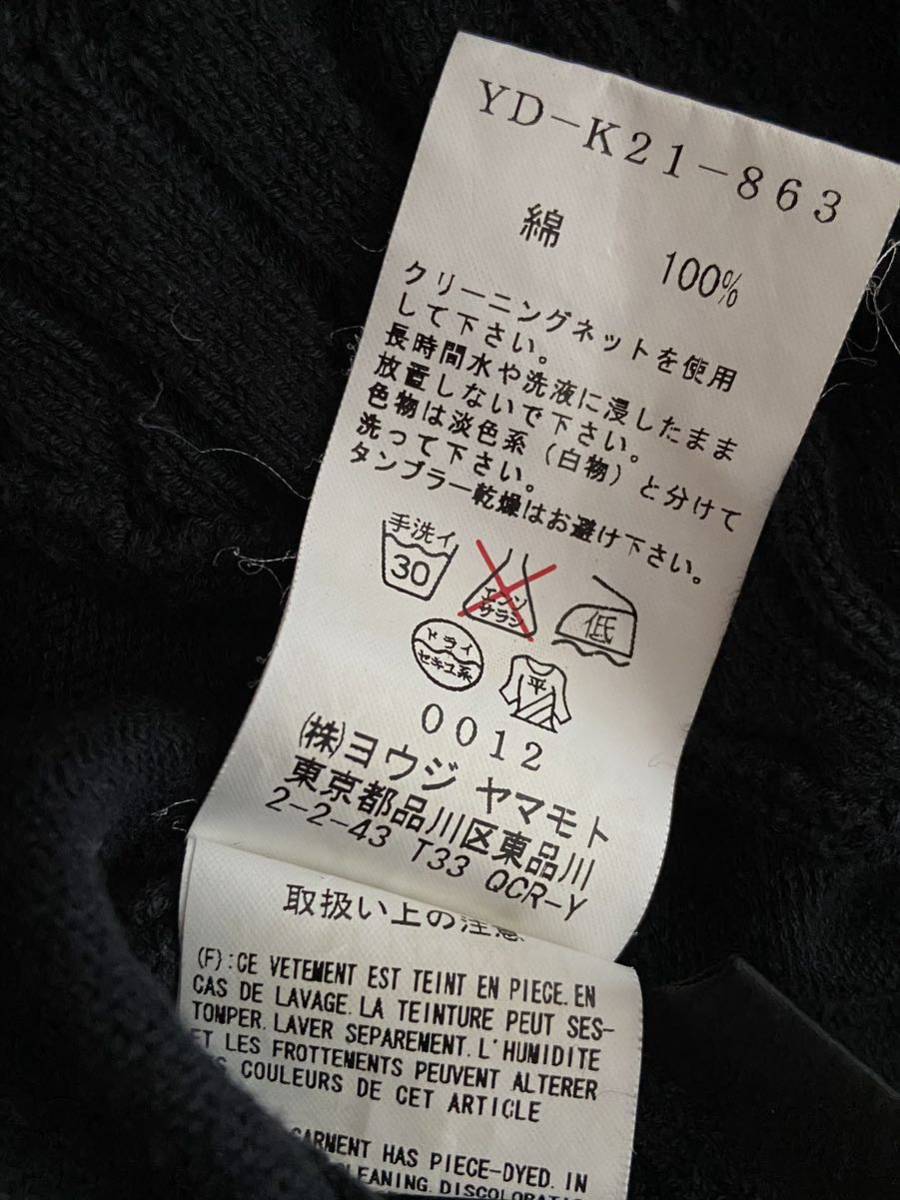 YD-K21-863
綿
100%
クリーニングネットを使用
して下さい。
長時間水や洗液に浸したまま
放置しないで下さい。
色物は淡色系(白物)と分けて
洗って下さい。
タンブラー乾燥はお避け下さい。
手洗イ
30
エンソ
サラシ
低
ドライ
セキユ系
平
0012
㈱ヨウジ ヤマモト
東京都品川区東品川
2-2-43 T33 QCR-Y
取扱い上の注意
(F):CE VETEMENT EST TEINT EN PIECE.EN
CAS DE LAVAGE.LA TEINTURE PEUT SES-
TOMPER.LAVER SEPAREMENT.L'HUMIDITE
ET LES FROTTEMENTS PEUVENT ALTERER
COULEURS DE CET ARTICLE
GARMENT HAS PIECE-DYED.IN